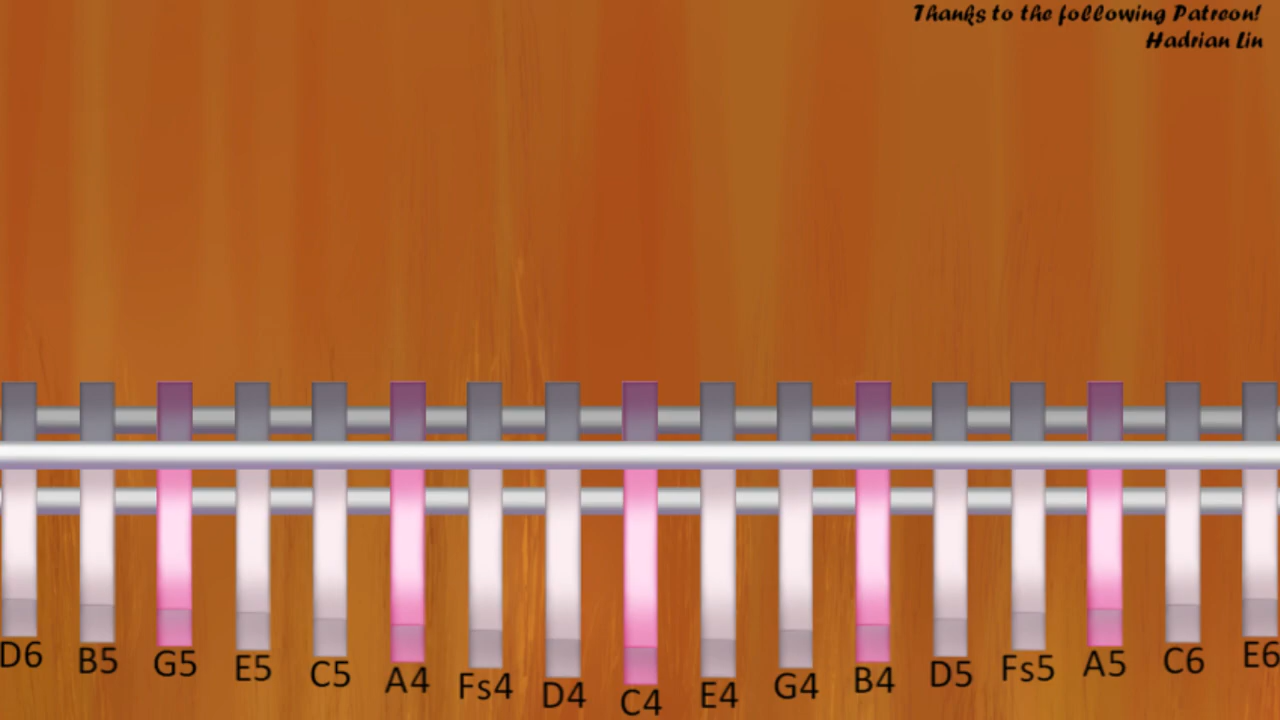 Thanks to the following Patreon!
Hadrian Lin
D6 B5 G5 E5 C5 A4 Fs4 D4 C4 E4 G4 B4 D5 Fs5 A5 C6 E6